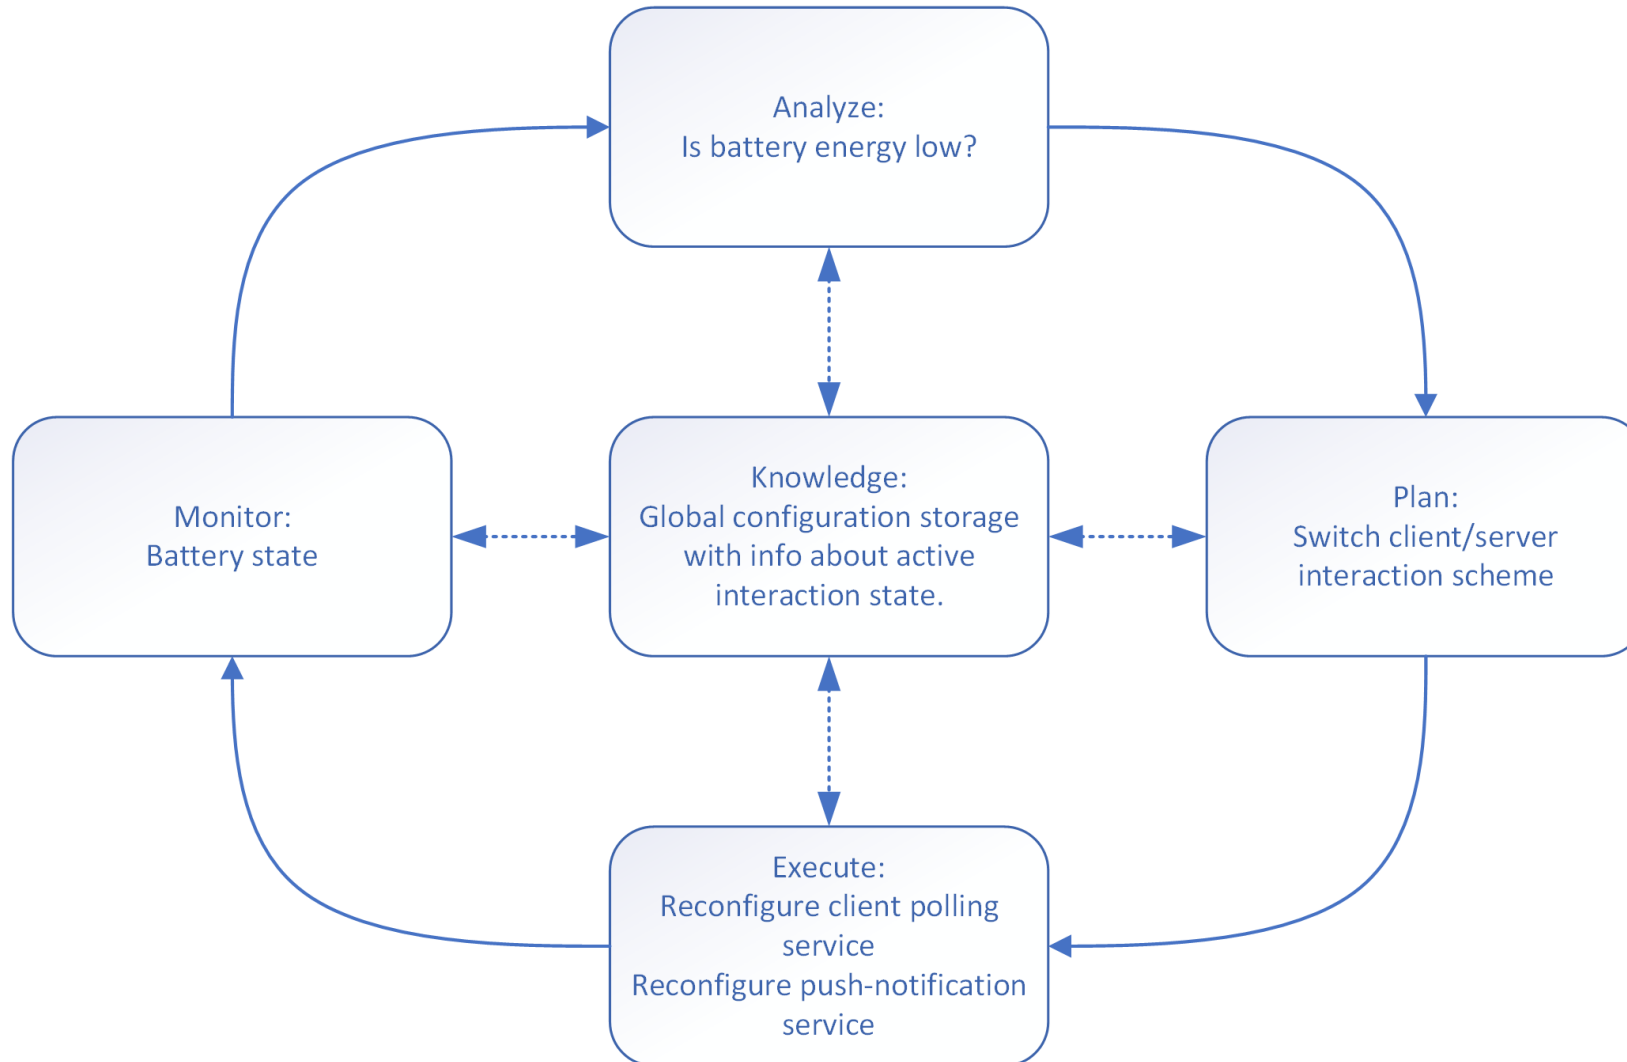 Analyze:
Is battery energy low?
Monitor:
Battery state
Knowledge:
Global configuration storage
with info about active
interaction state.
Plan:
Switch client/server
interaction scheme
Execute:
Reconfigure client polling
service
Reconfigure push-notification
service